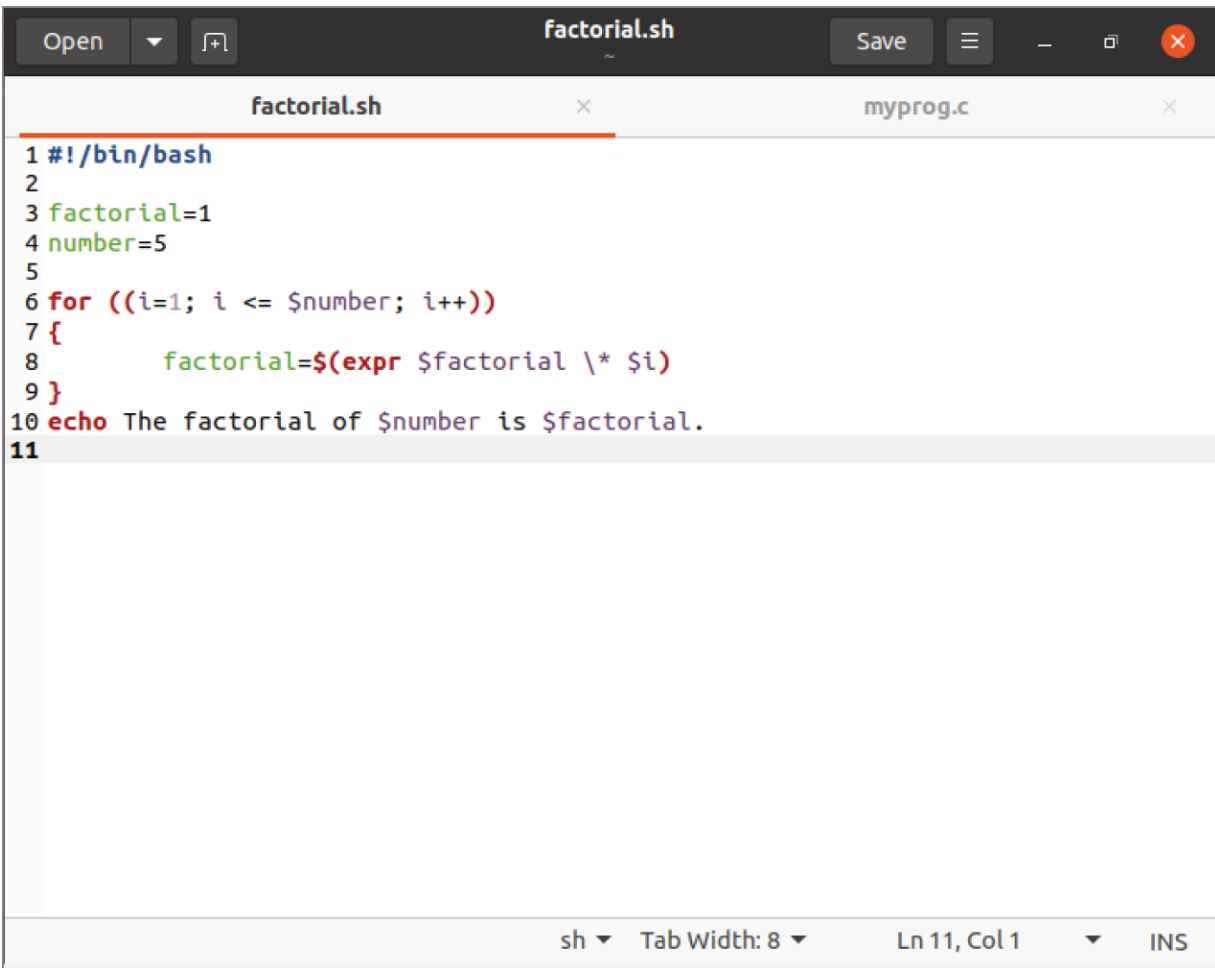 Open
factorial.sh
~
Save
factorial.sh
myprog.c
1 #!/bin/bash
2
3 factorial=1
4 number=5
5
6 for ((i=1; i <= $number; i++))
7 {
8         factorial=$(expr $factorial \* $i)
9 }
10 echo The factorial of $number is $factorial.
11
sh Tab Width: 8 Ln 11, Col 1 INS